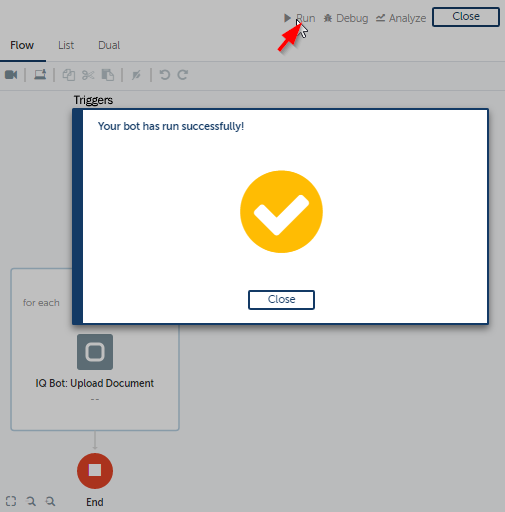 Run Debug Analyze Close
Flow List Dual
Triggers
Your bot has run successfully!
Close
for each
IQ Bot: Upload Document
--
End